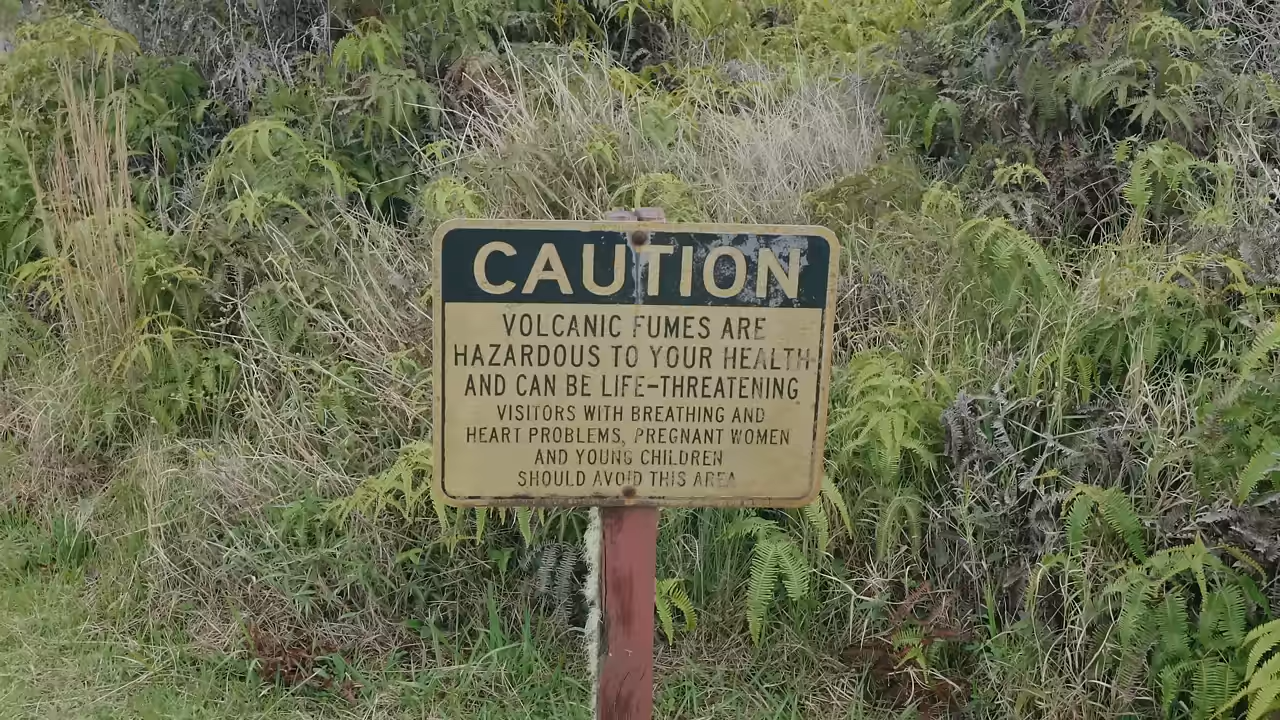 CAUTION
VOLCANIC FUMES ARE
HAZARDOUS TO YOUR HEALTH
AND CAN BE LIFE-THREATENING
VISITORS WITH BREATHING AND
HEART PROBLEMS, PREGNANT WOMEN
AND YOUNG CHILDREN
SHOULD AVOID THIS AREA